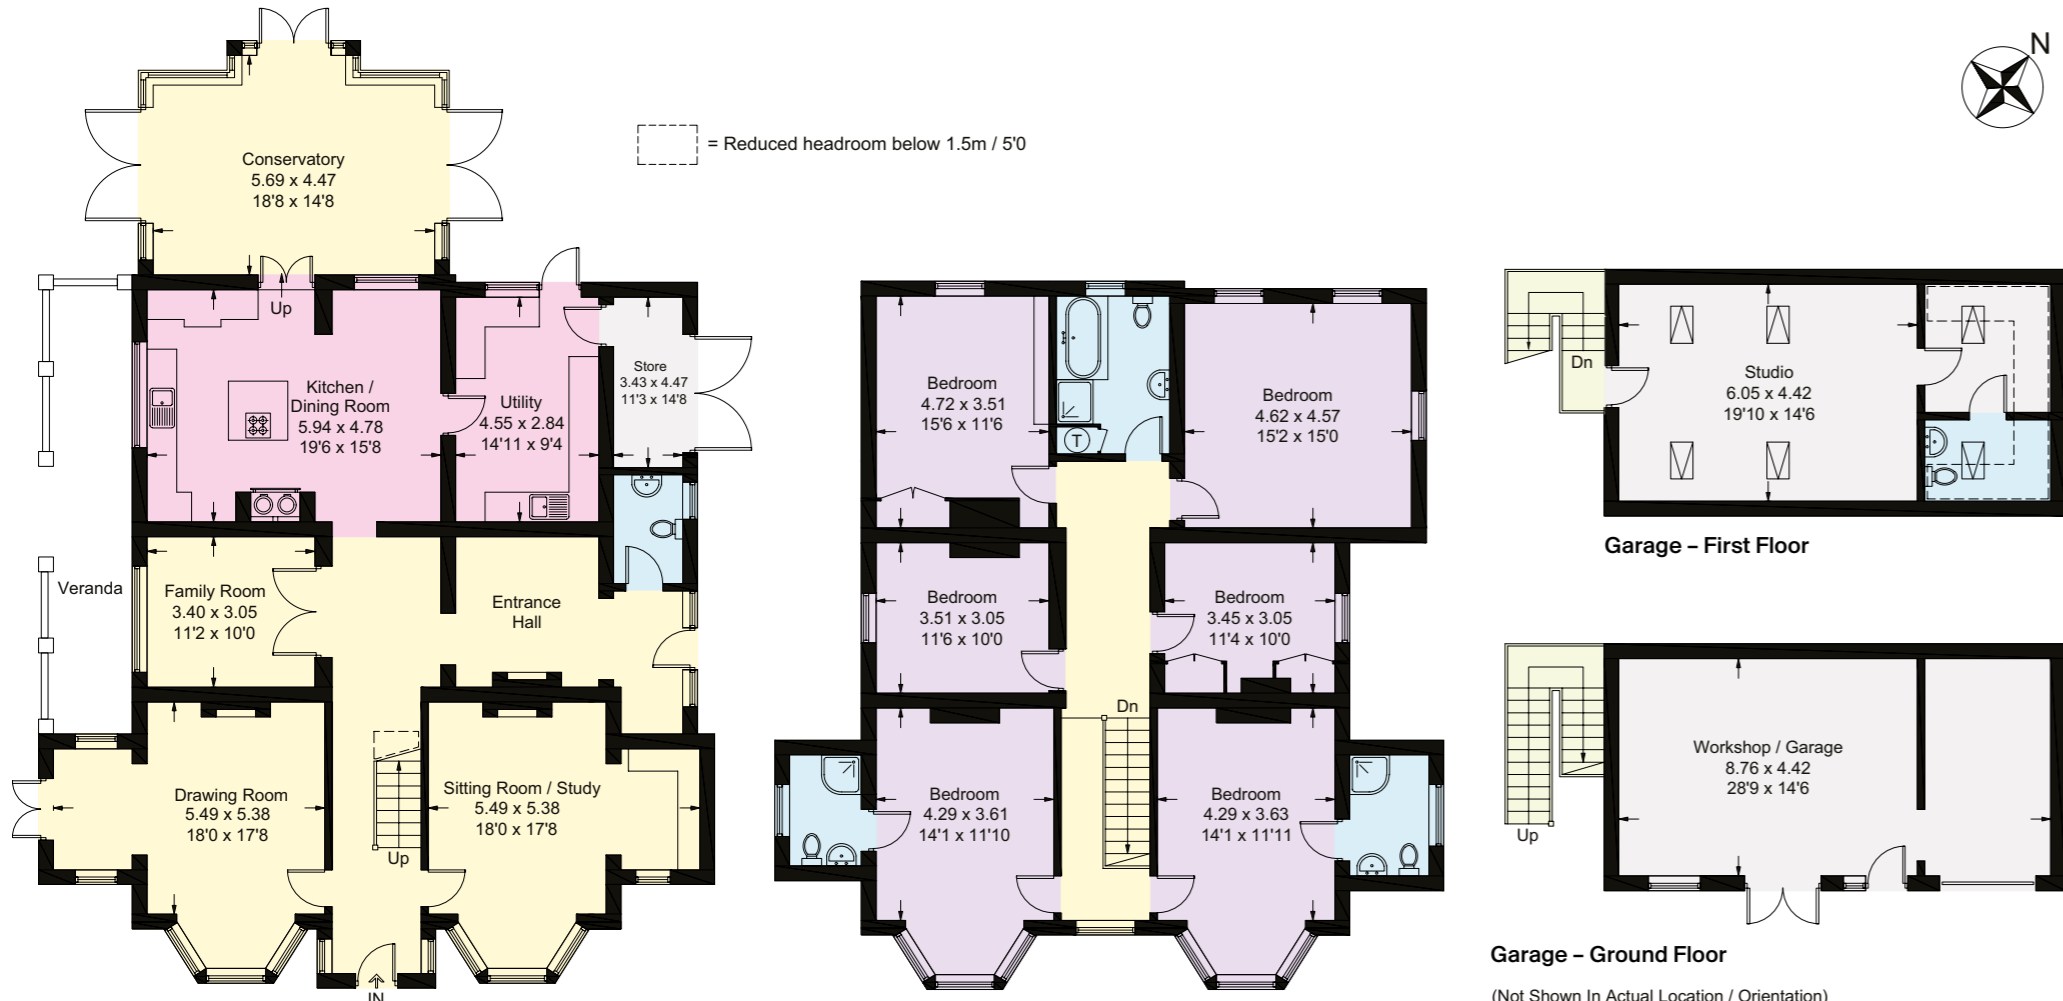 N
= Reduced headroom below 1.5m / 5'0
Conservatory
5.69 x 4.47
18'8 x 14'8
Up
Kitchen /
Dining Room
5.94 x 4.78
19'6 x 15'8
Utility
4.55 x 2.84
14'11 x 9'4
Store
3.43 x 4.47
11'3 x 14'8
Veranda
Family Room
3.40 x 3.05
11'2 x 10'0
Entrance
Hall
Drawing Room
5.49 x 5.38
18'0 x 17'8
Up
Sitting Room / Study
5.49 x 5.38
18'0 x 17'8
IN
Bedroom
4.72 x 3.51
15'6 x 11'6
T
Bedroom
4.62 x 4.57
15'2 x 15'0
Bedroom
3.51 x 3.05
11'6 x 10'0
Bedroom
3.45 x 3.05
11'4 x 10'0
Dn
Bedroom
4.29 x 3.61
14'1 x 11'10
Bedroom
4.29 x 3.63
14'1 x 11'11
Dn
Studio
6.05 x 4.42
19'10 x 14'6
Garage – First Floor
Workshop / Garage
8.76 x 4.42
28'9 x 14'6
Up
Garage – Ground Floor
(Not Shown In Actual Location / Orientation)